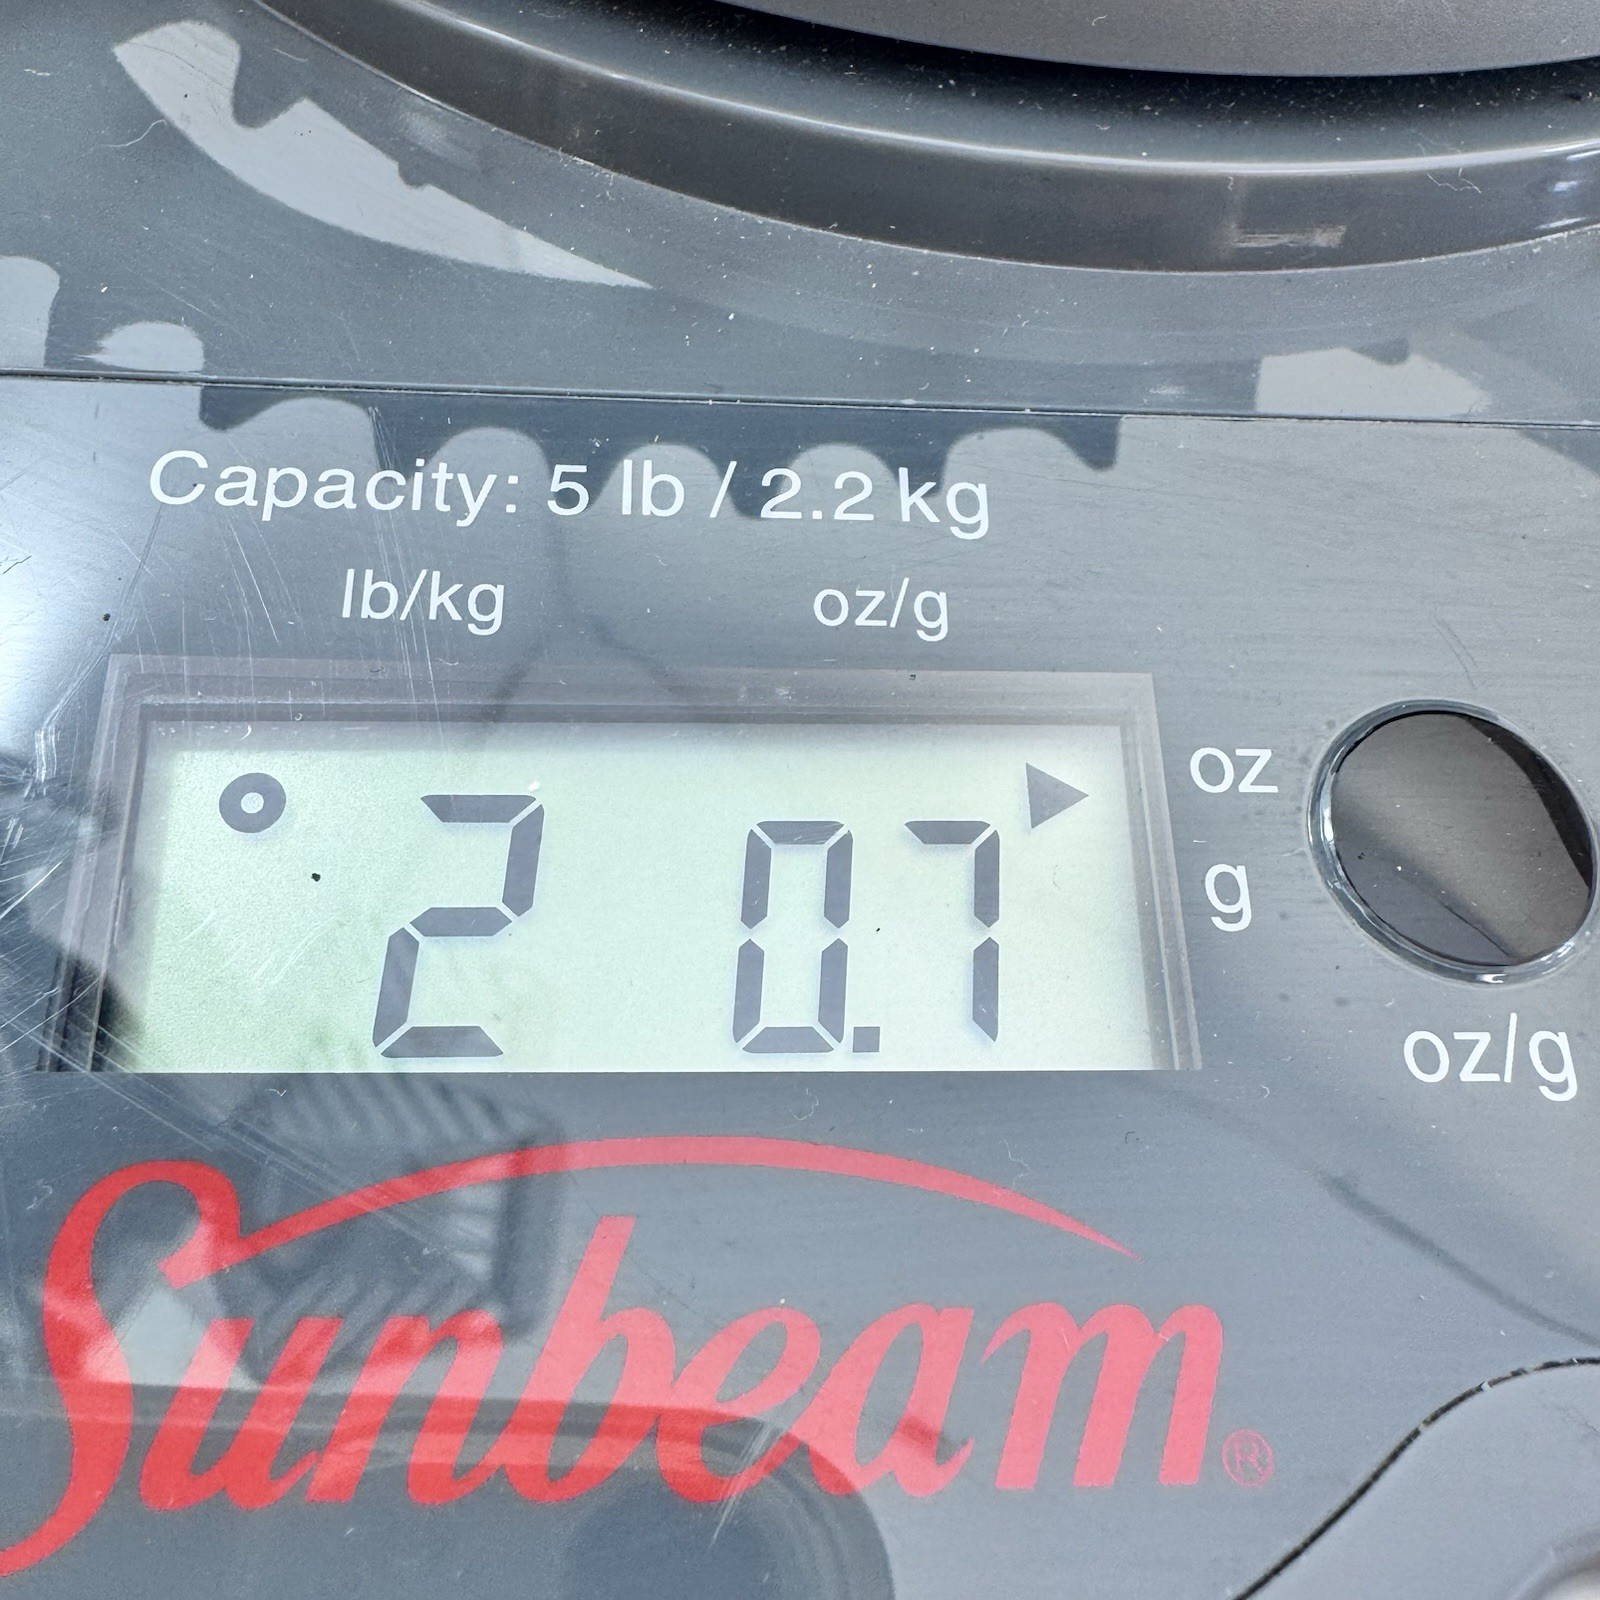 Capacity: 5 lb / 2.2 kg
lb/kg oz/g
2 0.7 oz
g
oz/g
Sunbeam®